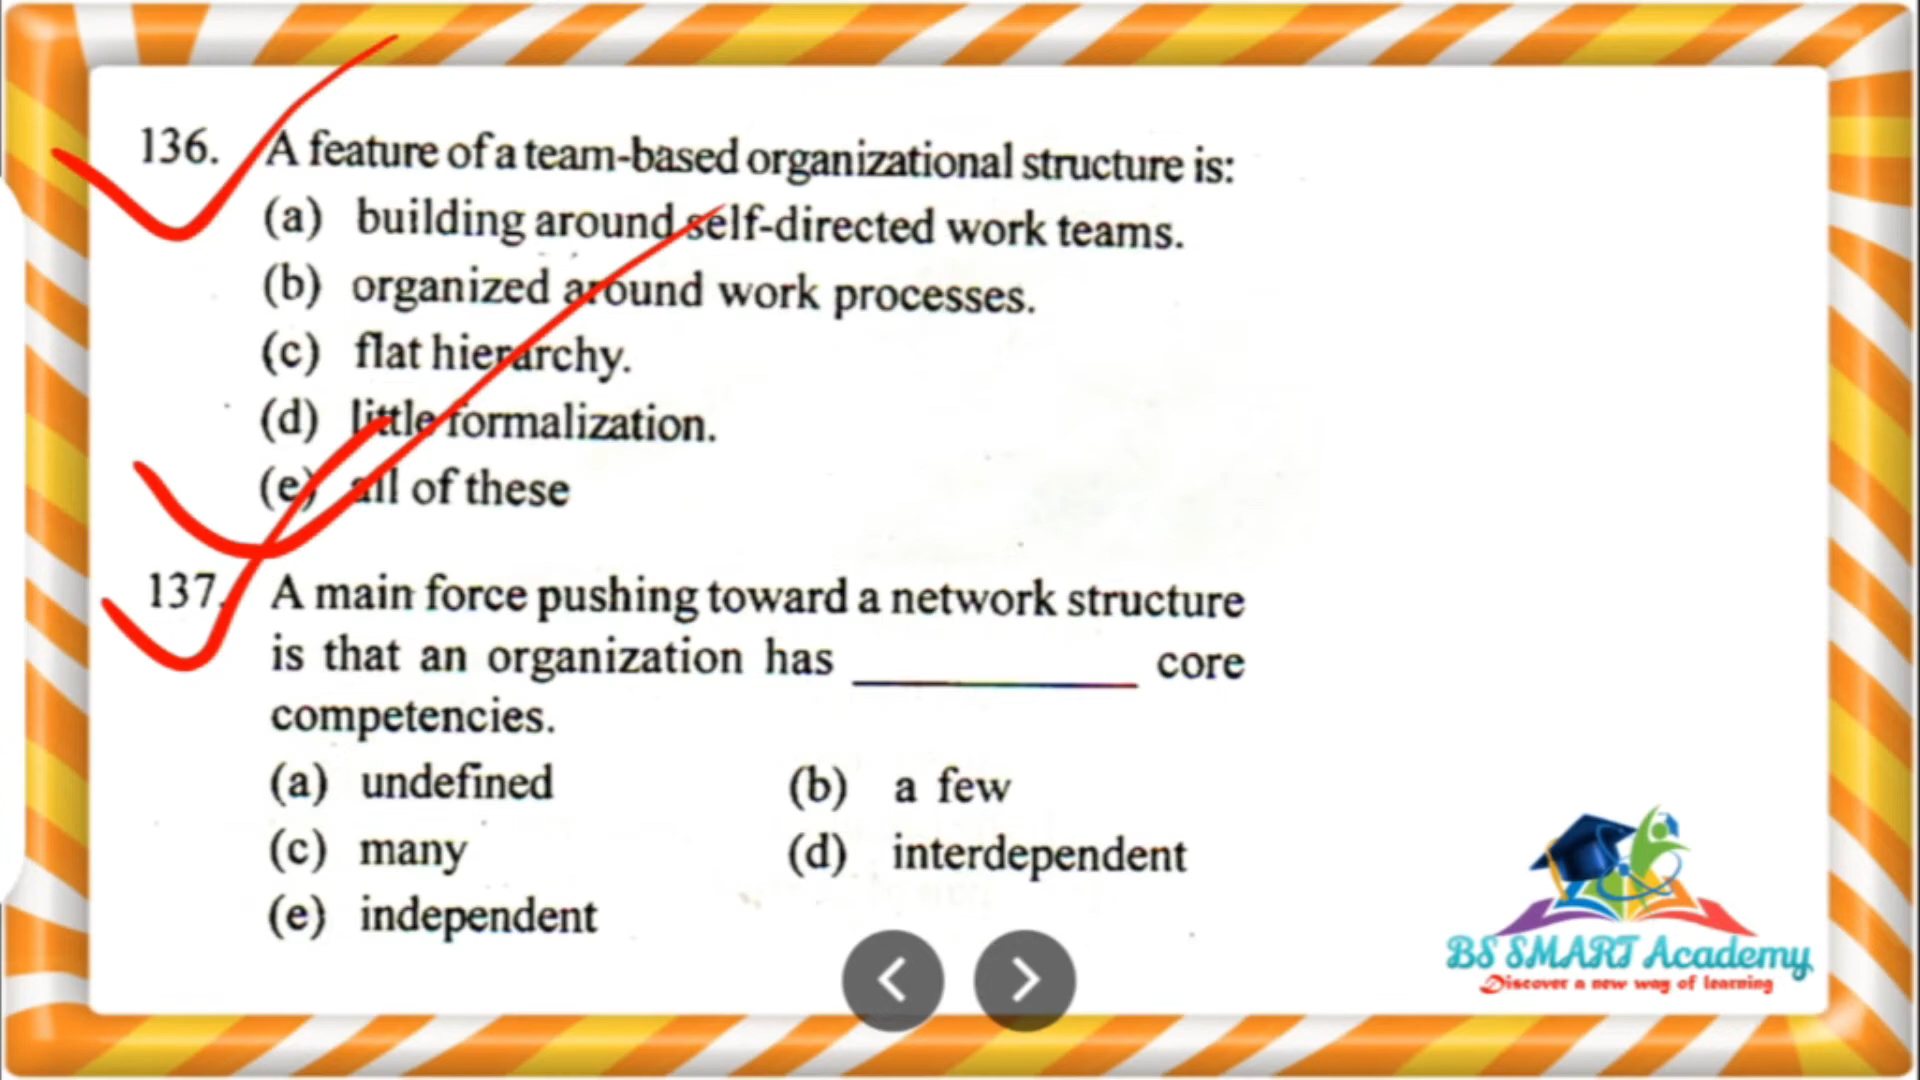 136. A feature of a team-based organizational structure is:
(a) building around self-directed work teams.
(b) organized around work processes.
(c) flat hierarchy.
(d) little formalization.
(e) all of these
137. A main force pushing toward a network structure
is that an organization has ________ core
competencies.
(a) undefined (b) a few
(c) many (d) interdependent
(e) independent
BS SMART Academy
Discover a new way of learning